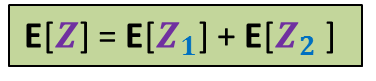 E[Z] = E[Z₁] + E[Z₂ ]